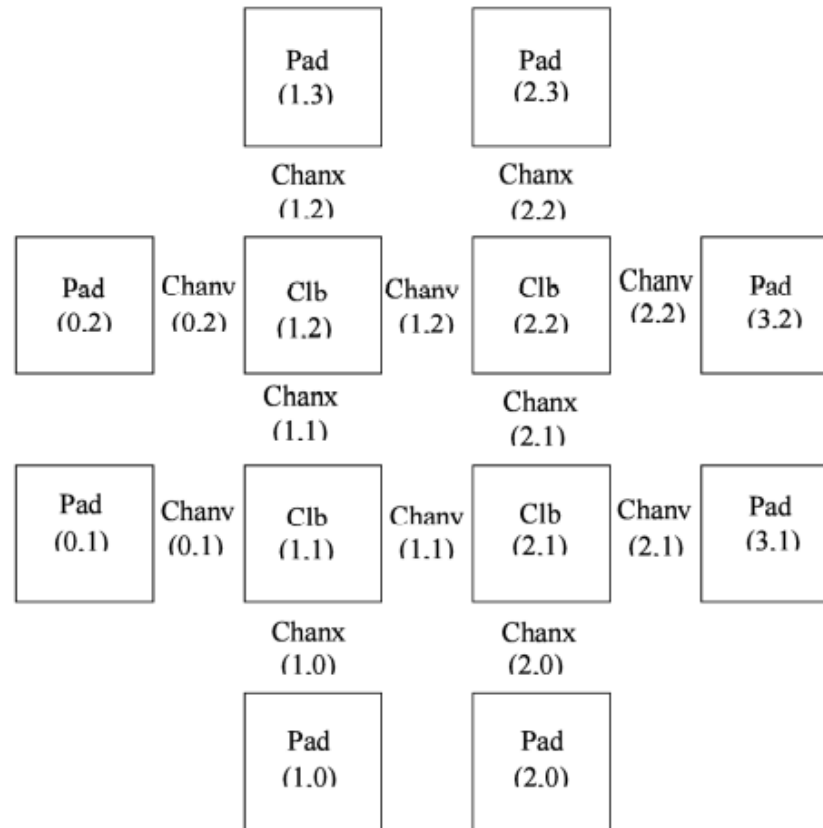 Pad
(1.3)
Pad
(2.3)
Chanx
(1.2)
Chanx
(2.2)
Pad
(0.2)
Chanv
(0.2)
Clb
(1.2)
Chanv
(1.2)
Clb
(2.2)
Chanv
(2.2)
Pad
(3.2)
Chanx
(1.1)
Chanx
(2.1)
Pad
(0.1)
Chanv
(0.1)
Clb
(1.1)
Chanv
(1.1)
Clb
(2.1)
Chanv
(2.1)
Pad
(3.1)
Chanx
(1.0)
Chanx
(2.0)
Pad
(1.0)
Pad
(2.0)